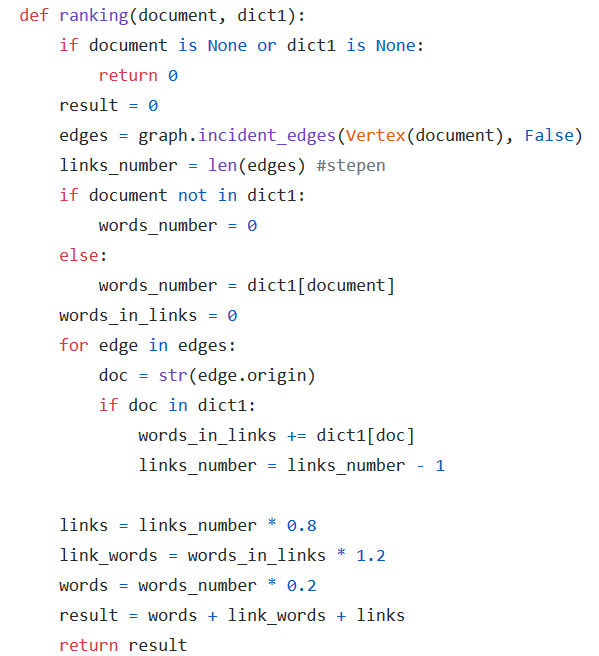 def ranking(document, dict1):
    if document is None or dict1 is None:
        return 0
    result = 0
    edges = graph.incident_edges(Vertex(document), False)
    links_number = len(edges) #stepen
    if document not in dict1:
        words_number = 0
    else:
        words_number = dict1[document]
    words_in_links = 0
    for edge in edges:
        doc = str(edge.origin)
        if doc in dict1:
            words_in_links += dict1[doc]
            links_number = links_number - 1

    links = links_number * 0.8
    link_words = words_in_links * 1.2
    words = words_number * 0.2
    result = words + link_words + links
    return result